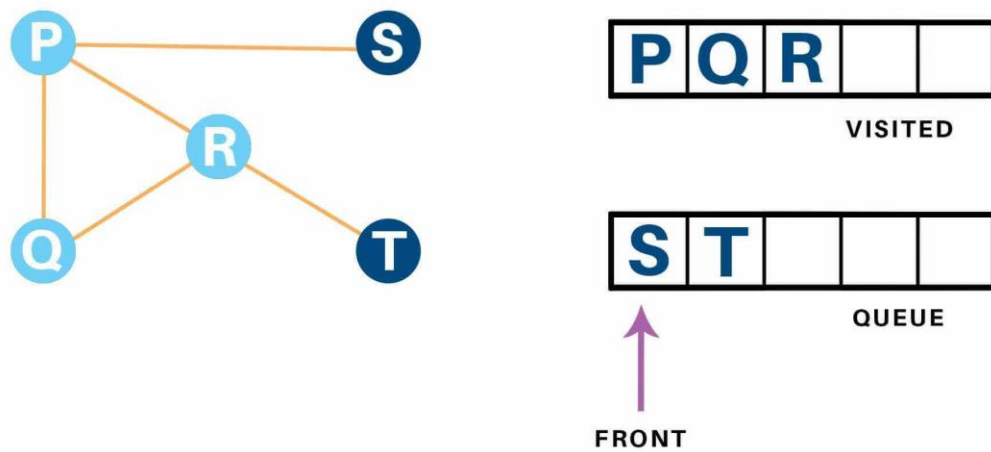 P
S
R
Q
T
P Q R
VISITED
S T
QUEUE
FRONT